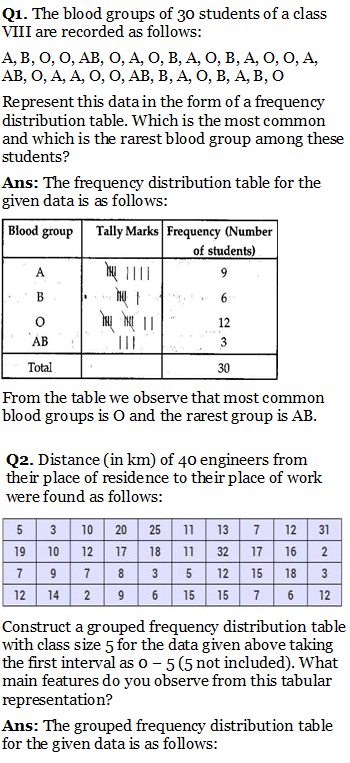 Q1. The blood groups of 30 students of a class
VIII are recorded as follows:
A, B, O, O, AB, O, A, O, B, A, O, B, A, O, O, A,
AB, O, A, A, O, O, AB, B, A, O, B, A, B, O
Represent this data in the form of a frequency
distribution table. Which is the most common
and which is the rarest blood group among these
students?
Ans: The frequency distribution table for the
given data is as follows:
Blood group Tally Marks Frequency (Number
of students)
A 9
B 6
O 12
AB 3
Total 30
From the table we observe that most common
blood groups is O and the rarest group is AB.
Q2. Distance (in km) of 40 engineers from
their place of residence to their place of work
were found as follows:
5 3 10 20 25 11 13 7 12 31
19 10 12 17 18 11 32 17 16 2
7 9 7 8 3 5 12 15 18 3
12 14 2 9 6 15 15 7 6 12
Construct a grouped frequency distribution table
with class size 5 for the data given above taking
the first interval as 0 – 5 (5 not included). What
main features do you observe from this tabular
representation?
Ans: The grouped frequency distribution table
for the given data is as follows: